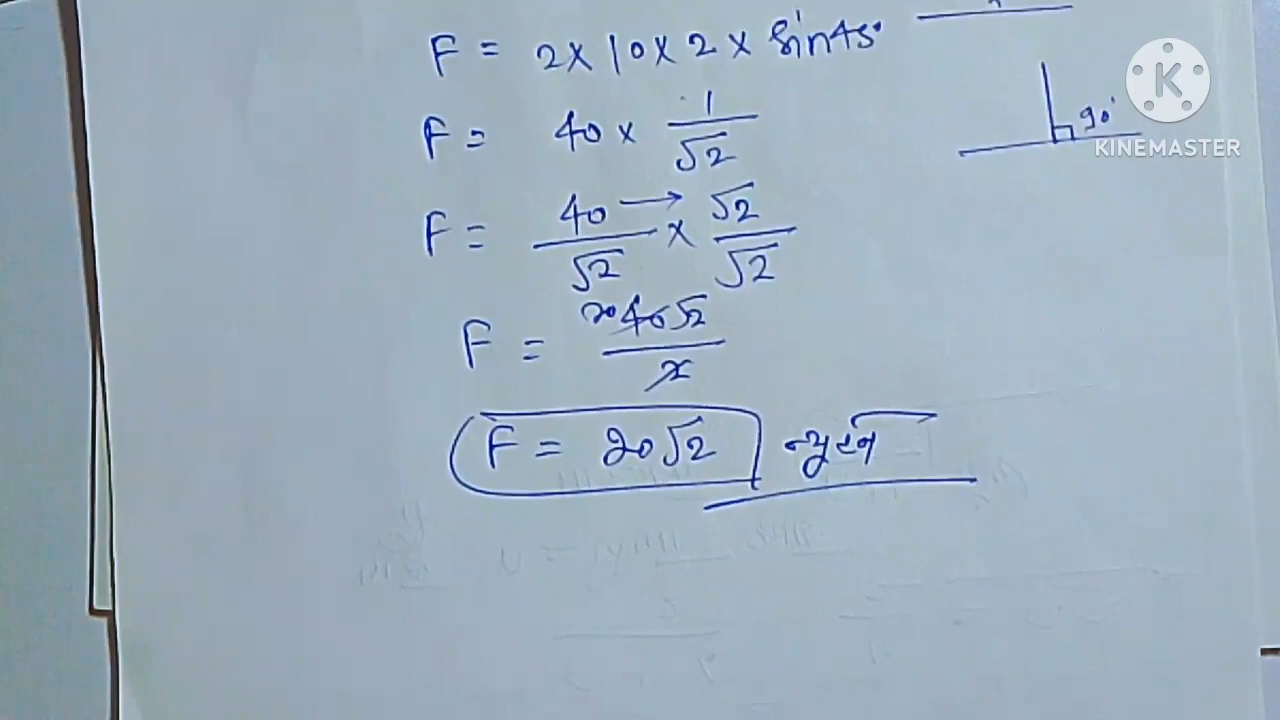 F = 2 × 10 × 2 × sin45°
90°
KINEMASTER
F = 40 × 1/√2
F = 40/√2 × √2/√2
F = 20 40√2/2
F = 20√2 न्यूटन